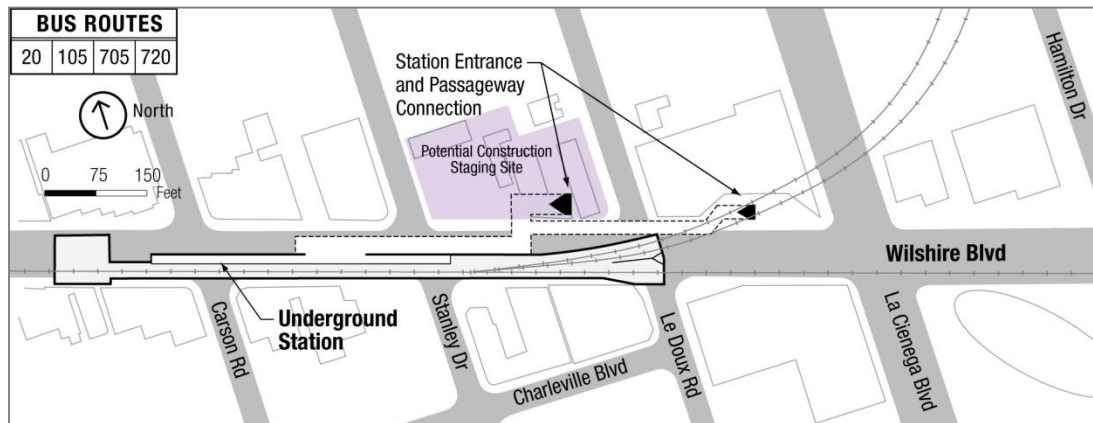 BUS ROUTES
20 105 705 720
North
0 75 150
Feet
Station Entrance
and Passageway
Connection
Potential Construction
Staging Site
Hamilton Dr
Wilshire Blvd
Underground
Station
Carson Rd
Stanley Dr
Charleville Blvd
Le Doux Rd
La Cienega Blvd